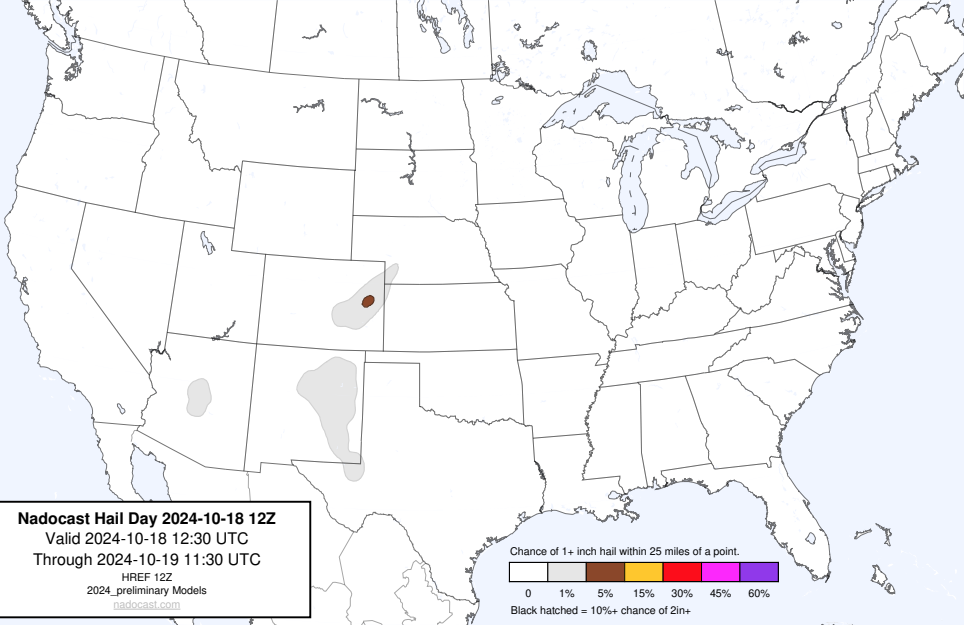 Nadocast Hail Day 2024-10-18 12Z
Valid 2024-10-18 12:30 UTC
Through 2024-10-19 11:30 UTC
HREF 12Z
2024_preliminary Models
nadocast.com
Chance of 1+ inch hail within 25 miles of a point.
0 1% 5% 15% 30% 45% 60%
Black hatched = 10%+ chance of 2in+